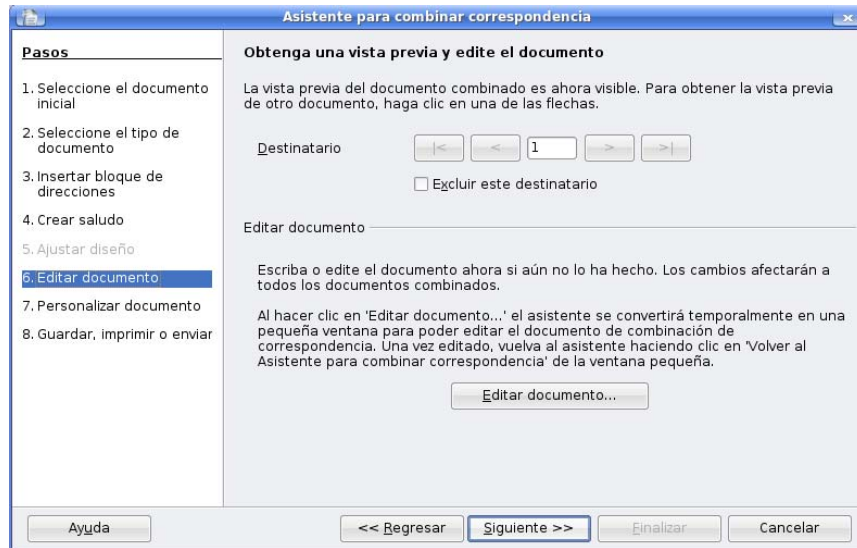 Asistente para combinar correspondencia
Pasos
1. Seleccione el documento
inicial
2. Seleccione el tipo de
documento
3. Insertar bloque de
direcciones
4. Crear saludo
5. Ajustar diseño
6. Editar documento
7. Personalizar documento
8. Guardar, imprimir o enviar
Obtenga una vista previa y edite el documento
La vista previa del documento combinado es ahora visible. Para obtener la vista previa
de otro documento, haga clic en una de las flechas.
Destinatario |< < 1 > >|
Excluir este destinatario
Editar documento
Escriba o edite el documento ahora si aún no lo ha hecho. Los cambios afectarán a
todos los documentos combinados.
Al hacer clic en 'Editar documento...' el asistente se convertirá temporalmente en una
pequeña ventana para poder editar el documento de combinación de
correspondencia. Una vez editado, vuelva al asistente haciendo clic en 'Volver al
Asistente para combinar correspondencia' de la ventana pequeña.
Editar documento...
Ayuda << Regresar Siguiente >> Finalizar Cancelar